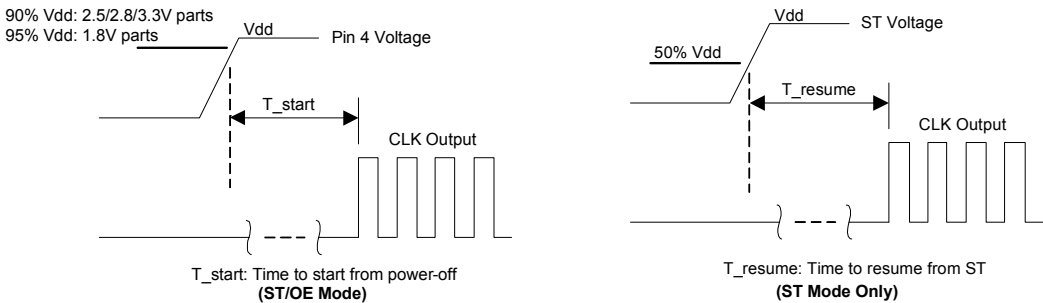 90% Vdd: 2.5/2.8/3.3V parts
95% Vdd: 1.8V parts
Vdd
Pin 4 Voltage
T_start
CLK Output
T_start: Time to start from power-off
(ST/OE Mode)
Vdd
ST Voltage
50% Vdd
T_resume
CLK Output
T_resume: Time to resume from ST
(ST Mode Only)